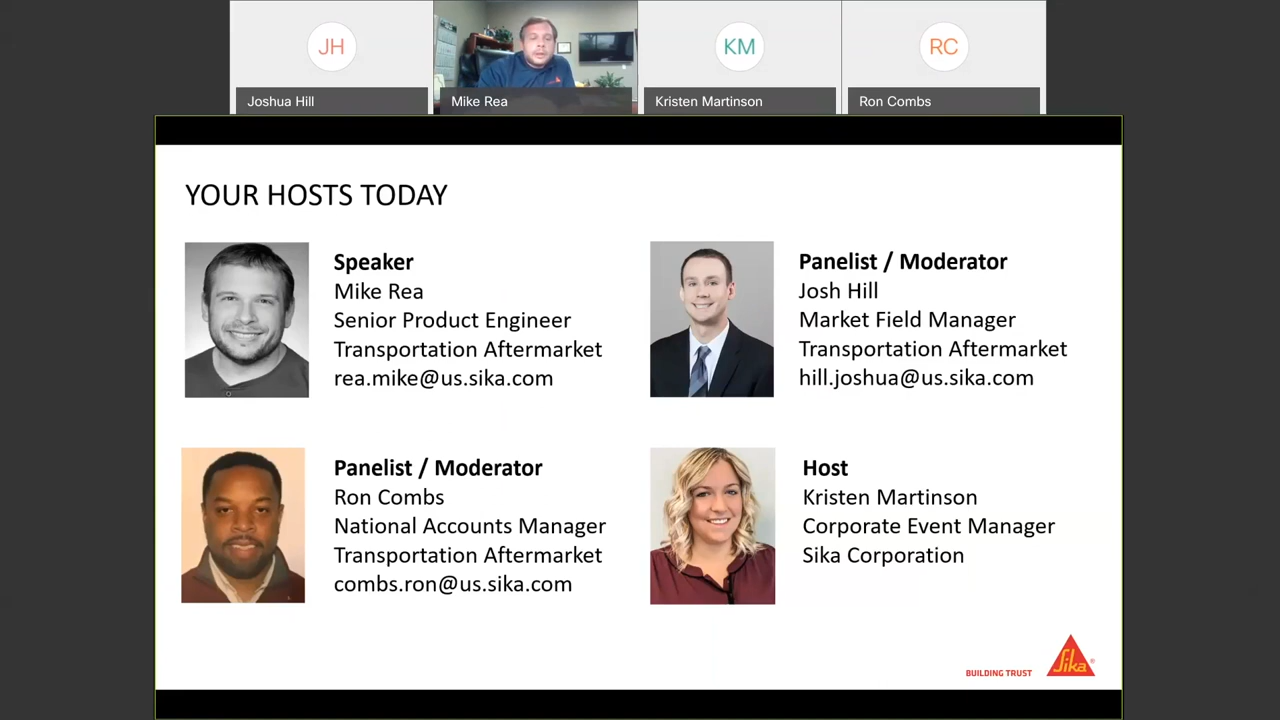 JH
KM
RC
Joshua Hill
Mike Rea
Kristen Martinson
Ron Combs
YOUR HOSTS TODAY
Speaker
Mike Rea
Senior Product Engineer
Transportation Aftermarket
rea.mike@us.sika.com
Panelist / Moderator
Josh Hill
Market Field Manager
Transportation Aftermarket
hill.joshua@us.sika.com
Panelist / Moderator
Ron Combs
National Accounts Manager
Transportation Aftermarket
combs.ron@us.sika.com
Host
Kristen Martinson
Corporate Event Manager
Sika Corporation
BUILDING TRUST
Sika®